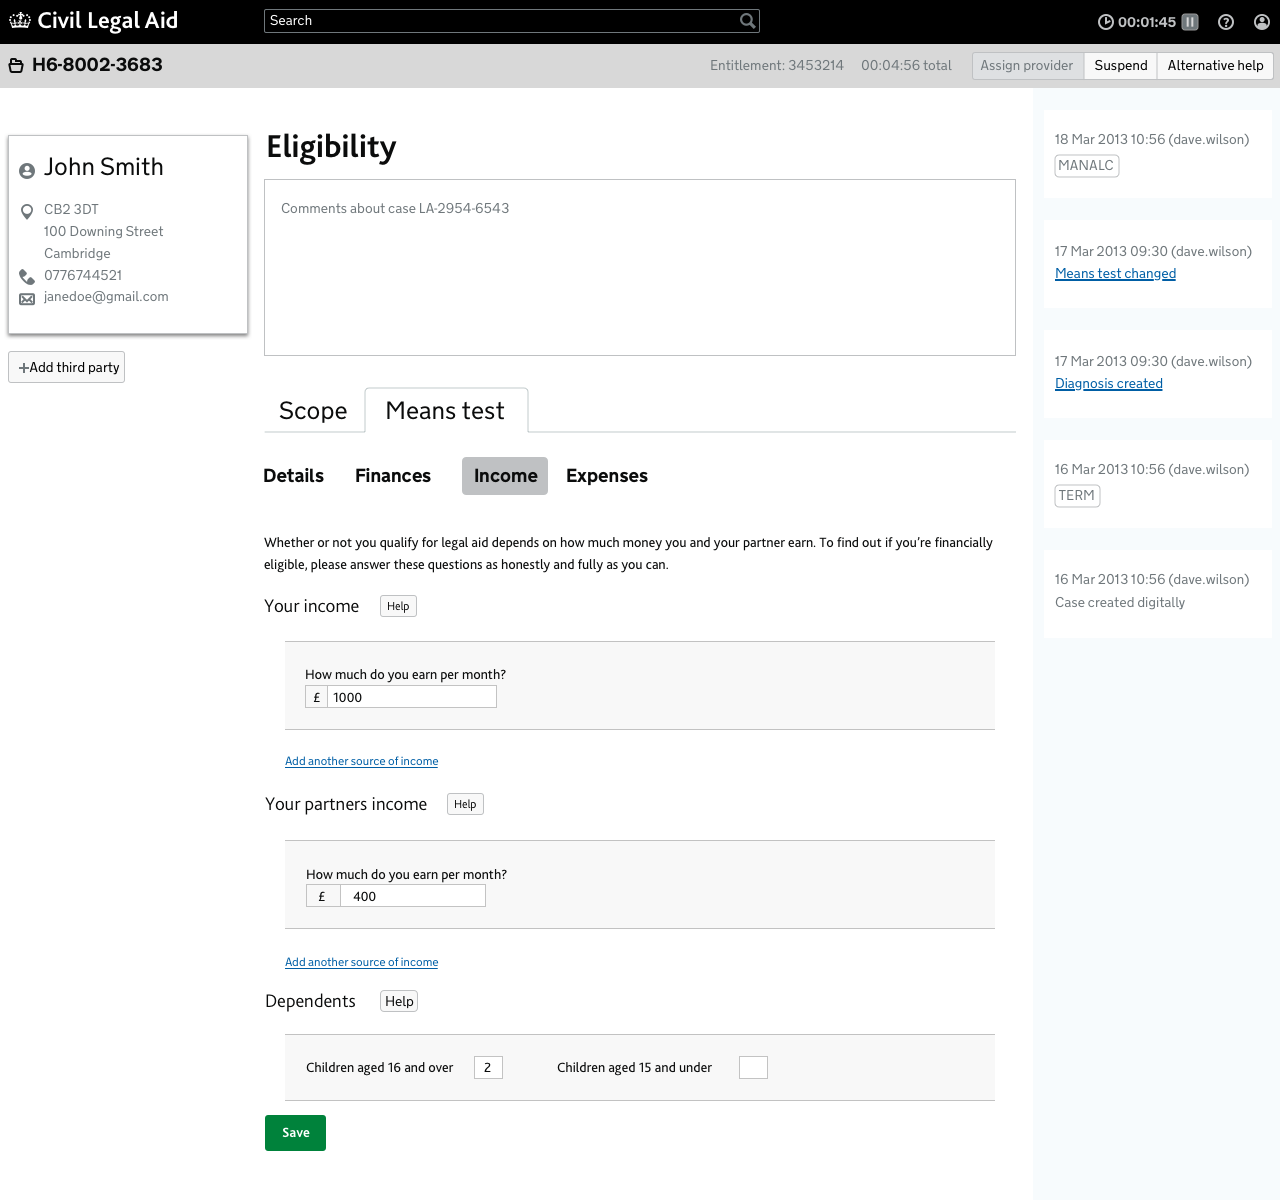 Civil Legal Aid
Search
00:01:45
H6-8002-3683
Entitlement: 3453214
00:04:56 total
Assign provider
Suspend
Alternative help
John Smith
CB2 3DT
100 Downing Street
Cambridge
0776744521
janedoe@gmail.com
+Add third party
Eligibility
Comments about case LA-2954-6543
Scope
Means test
Details
Finances
Income
Expenses
Whether or not you qualify for legal aid depends on how much money you and your partner earn. To find out if you’re financially
eligible, please answer these questions as honestly and fully as you can.
Your income
Help
How much do you earn per month?
£ 1000
Add another source of income
Your partners income
Help
How much do you earn per month?
£ 400
Add another source of income
Dependents
Help
Children aged 16 and over 2
Children aged 15 and under
Save
18 Mar 2013 10:56 (dave.wilson)
MANALC
17 Mar 2013 09:30 (dave.wilson)
Means test changed
17 Mar 2013 09:30 (dave.wilson)
Diagnosis created
16 Mar 2013 10:56 (dave.wilson)
TERM
16 Mar 2013 10:56 (dave.wilson)
Case created digitally